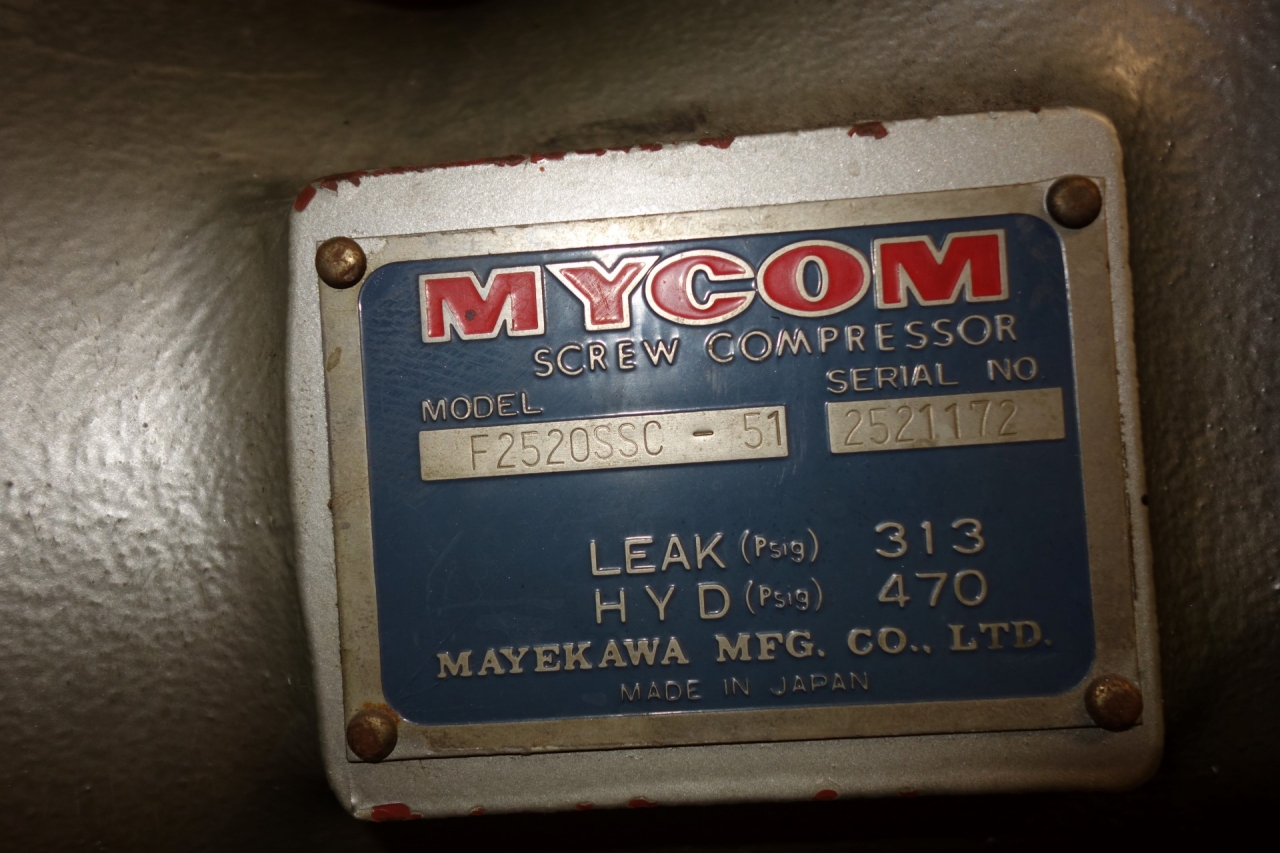 MYCOM
SCREW COMPRESSOR
MODEL SERIAL NO
F2520SSC - 51 2521172
LEAK (Psig) 313
HYD (Psig) 470
MAYEKAWA MFG. CO., LTD.
MADE IN JAPAN